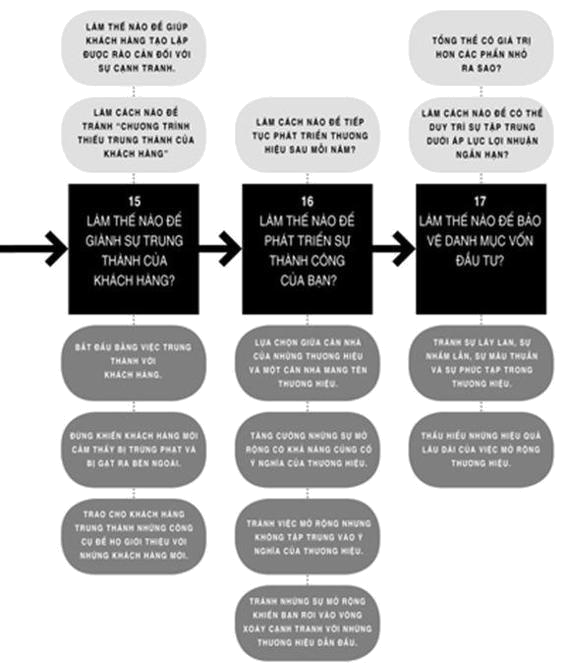 LÀM THẾ NÀO ĐỂ GIÚP
KHÁCH HÀNG TẠO LẬP
ĐƯỢC RÀO CẢN ĐỐI VỚI
SỰ CẠNH TRANH.
LÀM CÁCH NÀO ĐỂ
TRÁNH “CHƯƠNG TRÌNH
THIẾU TRUNG THÀNH CỦA
KHÁCH HÀNG”
15
LÀM THẾ NÀO ĐỂ
GIÀNH SỰ TRUNG
THÀNH CỦA
KHÁCH HÀNG?
BẮT ĐẦU BẰNG VIỆC TRUNG
THÀNH VỚI
KHÁCH HÀNG.
ĐỪNG KHIẾN KHÁCH HÀNG MỚI
CẢM THẤY BỊ TRỪNG PHẠT VÀ
BỊ GẠT RA BÊN NGOÀI.
TRAO CHO KHÁCH HÀNG
TRUNG THÀNH NHỮNG CÔNG
CỤ ĐỂ HỌ GIỚI THIỆU VỚI
NHỮNG KHÁCH HÀNG MỚI.
LÀM CÁCH NÀO ĐỂ TIẾP
TỤC PHÁT TRIỂN THƯƠNG
HIỆU SAU MỖI NĂM?
16
LÀM THẾ NÀO ĐỂ
PHÁT TRIỂN SỰ
THÀNH CÔNG
CỦA BẠN?
LỰA CHỌN GIỮA CĂN NHÀ
CỦA NHỮNG THƯƠNG HIỆU
VÀ MỘT CĂN NHÀ MANG TÊN
THƯƠNG HIỆU.
TĂNG CƯỜNG NHỮNG SỰ MỞ
RỘNG CÓ KHẢ NĂNG CỦNG CỐ
Ý NGHĨA CỦA THƯƠNG HIỆU.
TRÁNH VIỆC MỞ RỘNG NHƯNG
KHÔNG TẬP TRUNG VÀO Ý
NGHĨA CỦA THƯƠNG HIỆU.
TRÁNH NHỮNG SỰ MỞ RỘNG
KHIẾN BẠN RƠI VÀO VÒNG
XOÁY CẠNH TRANH VỚI NHỮNG
THƯƠNG HIỆU DẪN ĐẦU.
TỔNG THỂ CÓ GIÁ TRỊ
HƠN CÁC PHẦN NHỎ
RA SAO?
LÀM CÁCH NÀO ĐỂ CÓ THỂ
DUY TRÌ SỰ TẬP TRUNG
DƯỚI ÁP LỰC LỢI NHUẬN
NGẮN HẠN?
17
LÀM THẾ NÀO ĐỂ BẢO
VỆ DANH MỤC VỐN
ĐẦU TƯ?
TRÁNH SỰ LÂY LAN, SỰ
NHẦM LẪN, SỰ MÂU THUẪN
VÀ SỰ PHỨC TẠP TRONG
THƯƠNG HIỆU.
THẤU HIỂU NHỮNG HIỆU QUẢ
LÂU DÀI CỦA VIỆC MỞ RỘNG
THƯƠNG HIỆU.